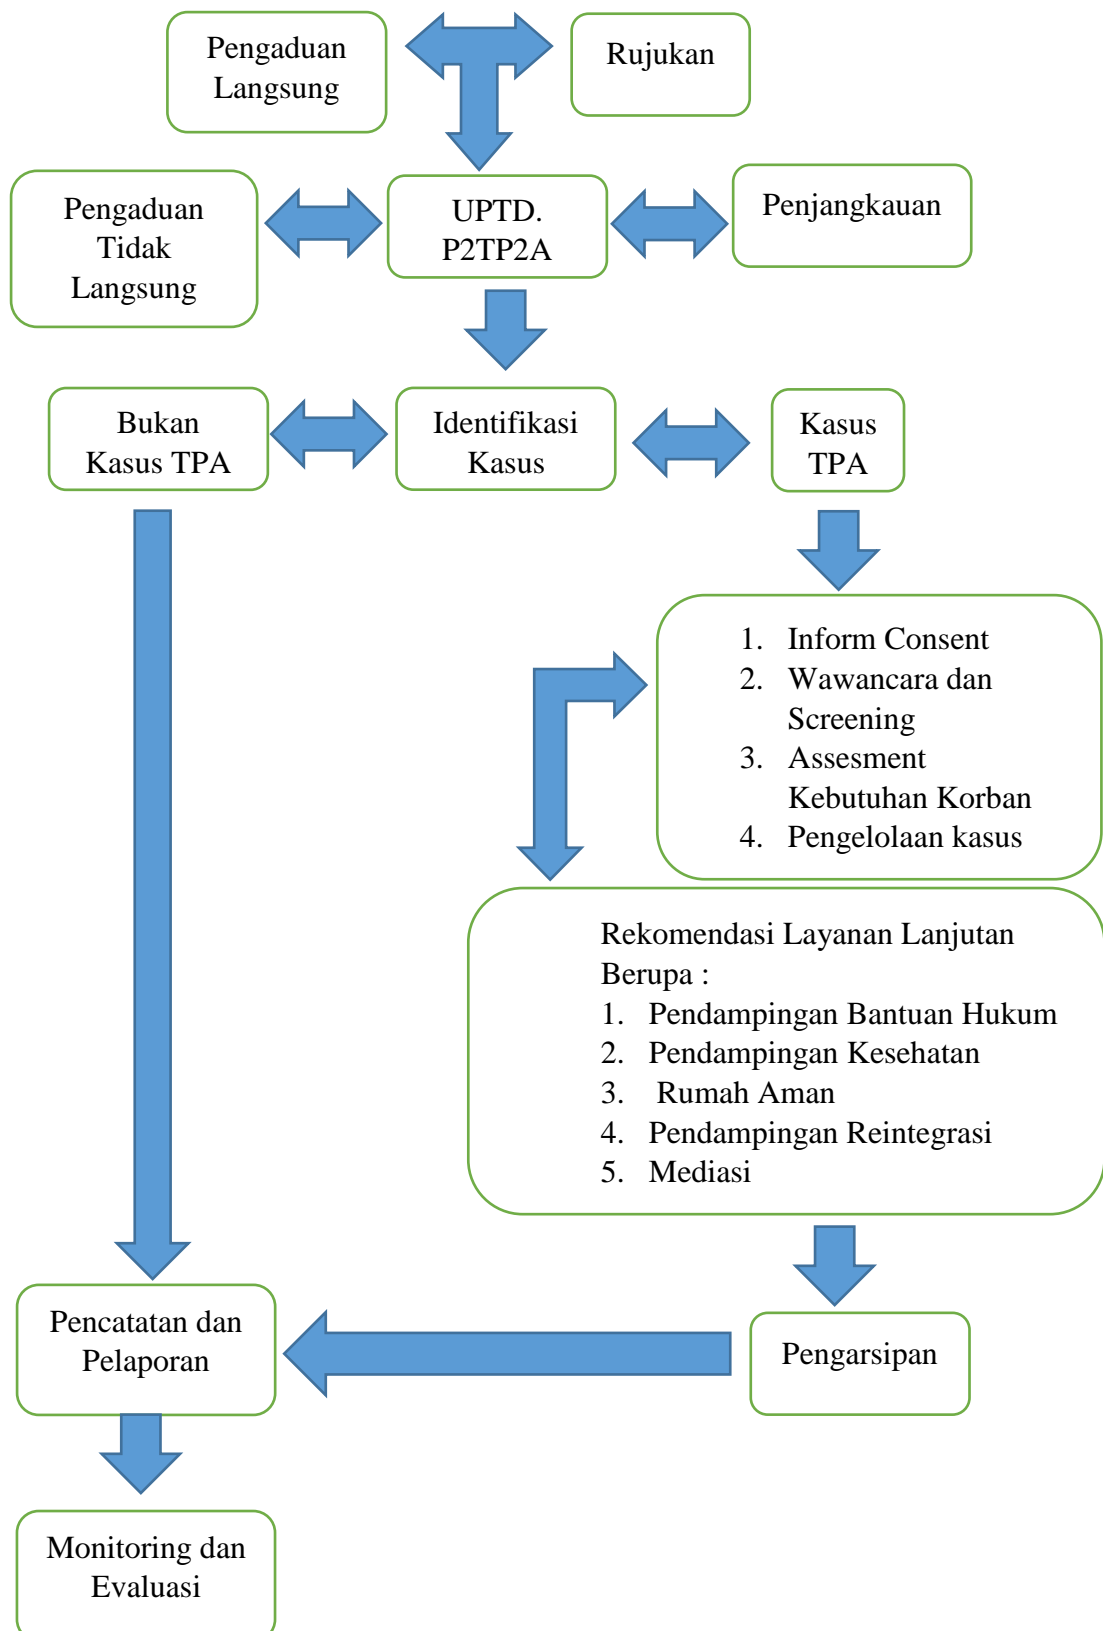 Pengaduan
Langsung
Rujukan
Pengaduan
Tidak
Langsung
UPTD.
P2TP2A
Penjangkauan
Bukan
Kasus TPA
Identifikasi
Kasus
Kasus
TPA
1. Inform Consent
2. Wawancara dan
Screening
3. Assesment
Kebutuhan Korban
4. Pengelolaan kasus
Rekomendasi Layanan Lanjutan
Berupa :
1. Pendampingan Bantuan Hukum
2. Pendampingan Kesehatan
3. Rumah Aman
4. Pendampingan Reintegrasi
5. Mediasi
Pencatatan dan
Pelaporan
Pengarsipan
Monitoring dan
Evaluasi